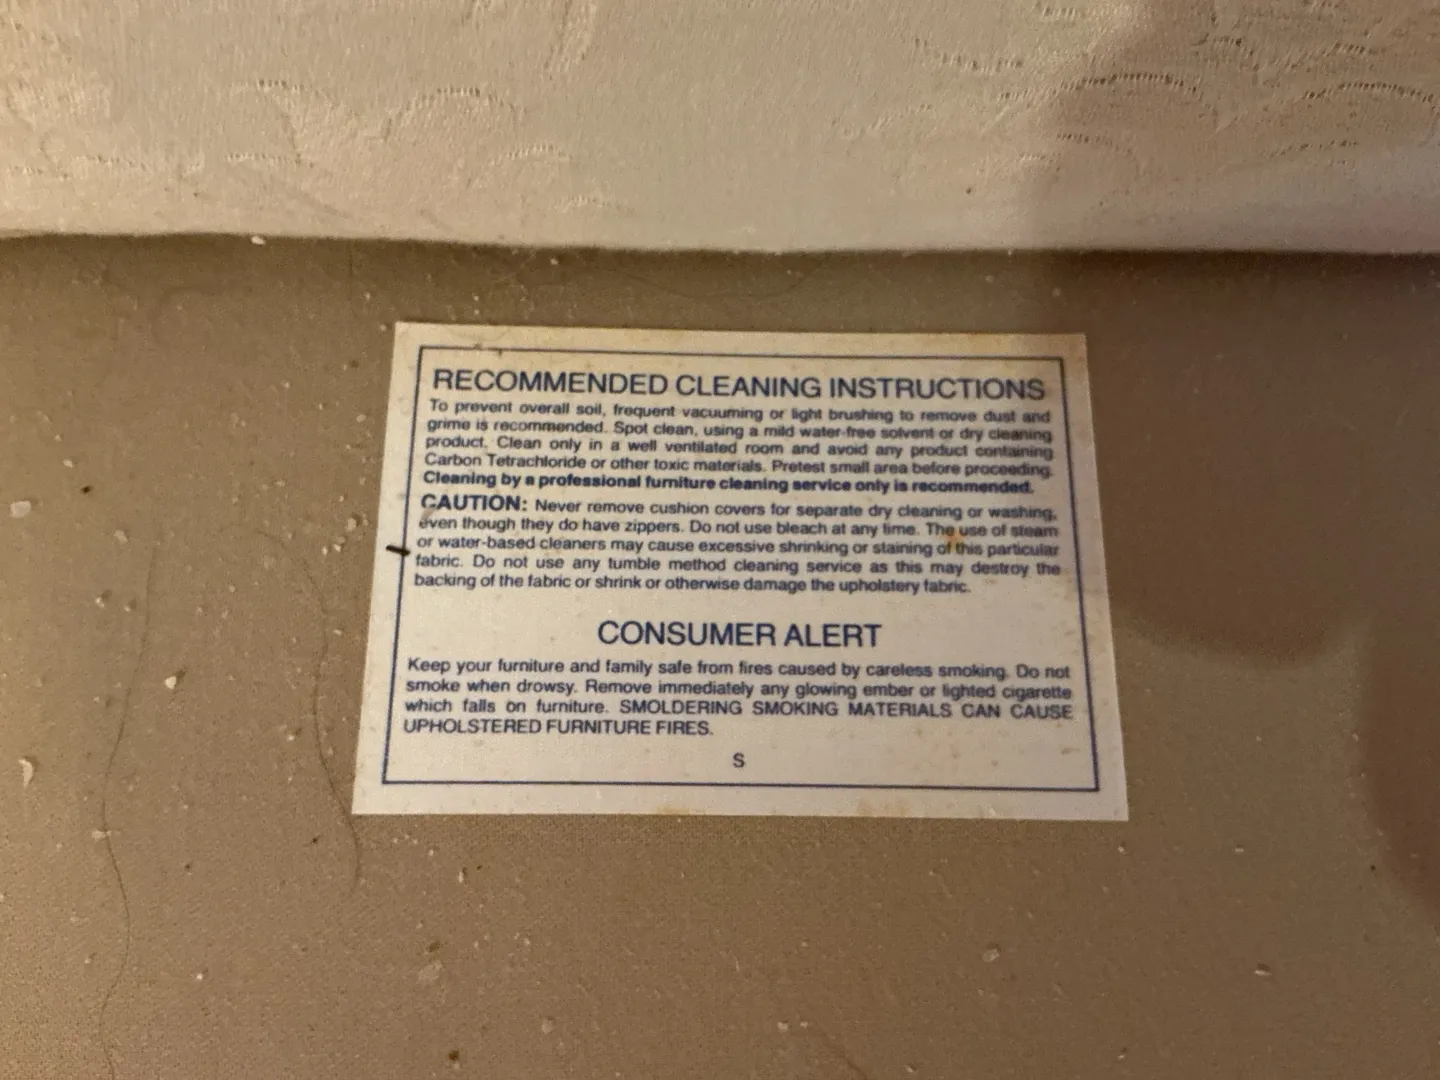 RECOMMENDED CLEANING INSTRUCTIONS
To prevent overall soil, frequent vacuuming or light brushing to remove dust and
grime is recommended. Spot clean, using a mild water-free solvent or dry cleaning
product. Clean only in a well ventilated room and avoid any product containing
Carbon Tetrachloride or other toxic materials. Pretest small area before proceeding.
Cleaning by a professional furniture cleaning service only is recommended.
CAUTION: Never remove cushion covers for separate dry cleaning or washing,
even though they do have zippers. Do not use bleach at any time. The use of steam
or water-based cleaners may cause excessive shrinking or staining of this particular
fabric. Do not use any tumble method cleaning service as this may destroy the
backing of the fabric or shrink or otherwise damage the upholstery fabric.
CONSUMER ALERT
Keep your furniture and family safe from fires caused by careless smoking. Do not
smoke when drowsy. Remove immediately any glowing ember or lighted cigarette
which falls on furniture. SMOLDERING SMOKING MATERIALS CAN CAUSE
UPHOLSTERED FURNITURE FIRES.
S